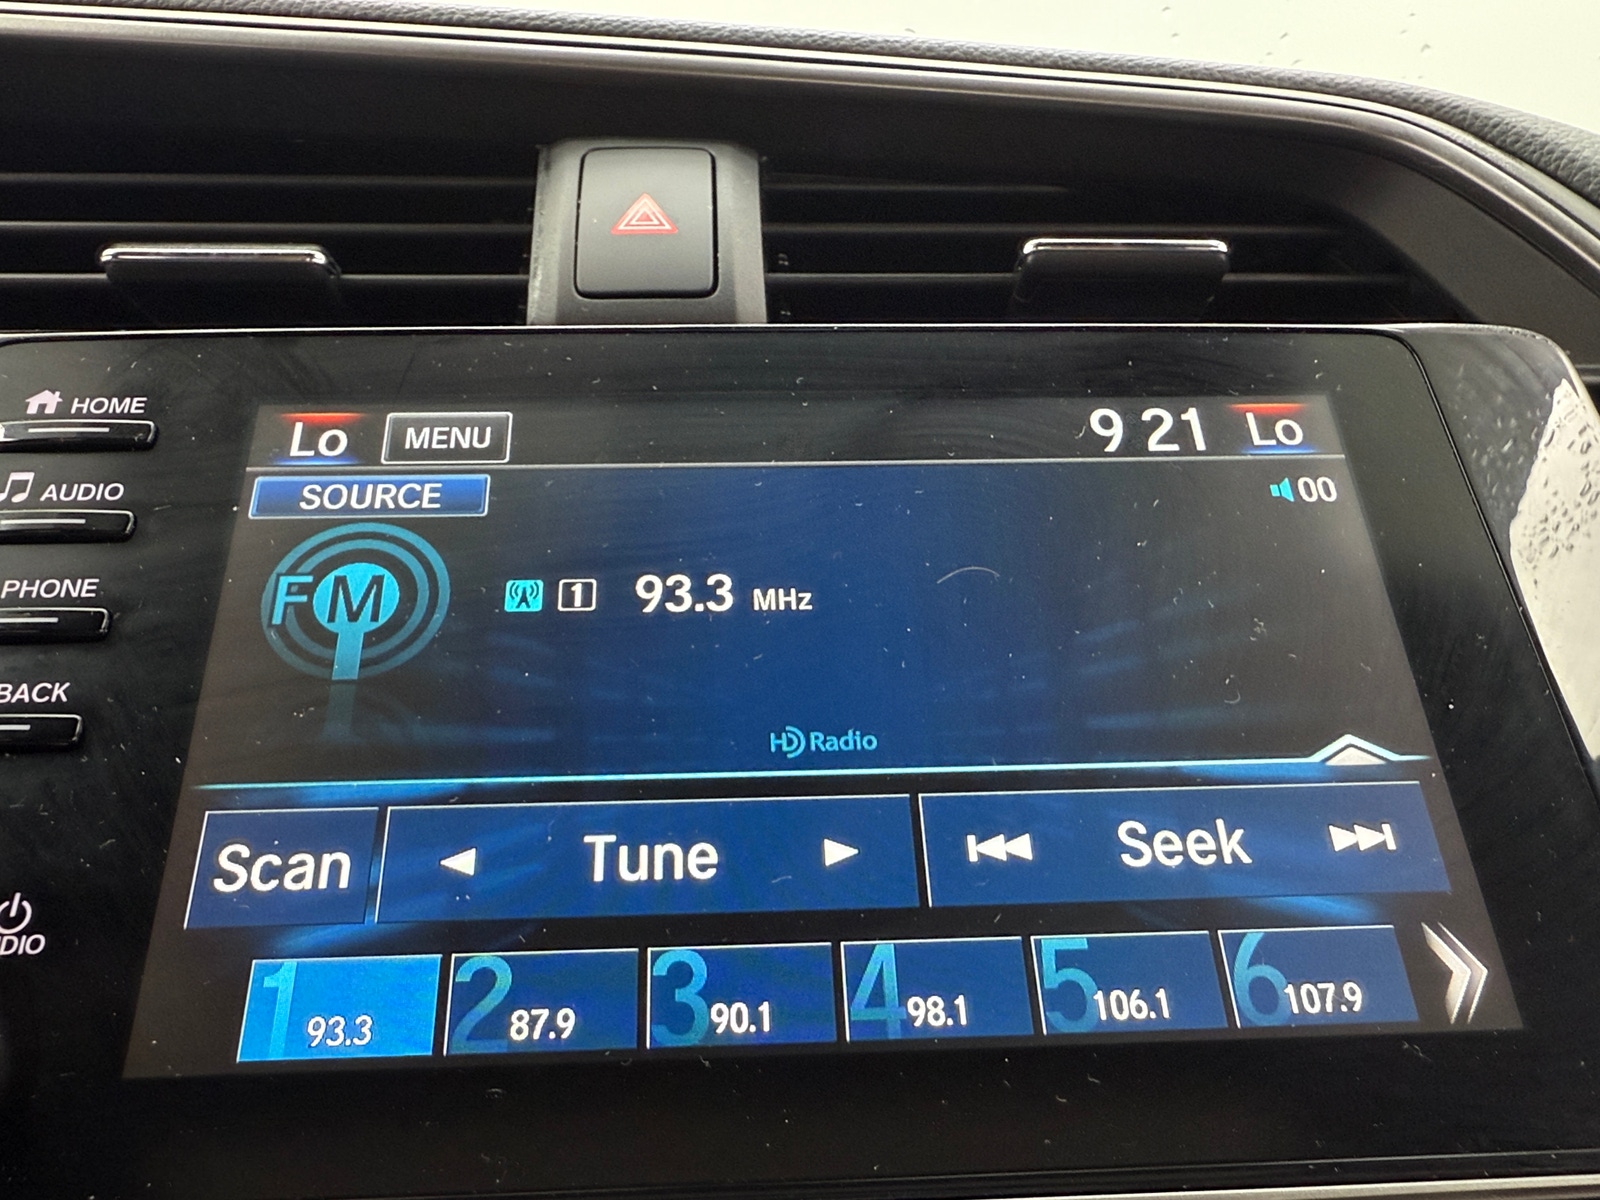 HOME
AUDIO
PHONE
BACK
Lo MENU 9 21 Lo
SOURCE 00
FM 1 93.3 MHz
HD Radio
Scan Tune Seek
1 93.3 2 87.9 3 90.1 4 98.1 5 106.1 6 107.9
DIO